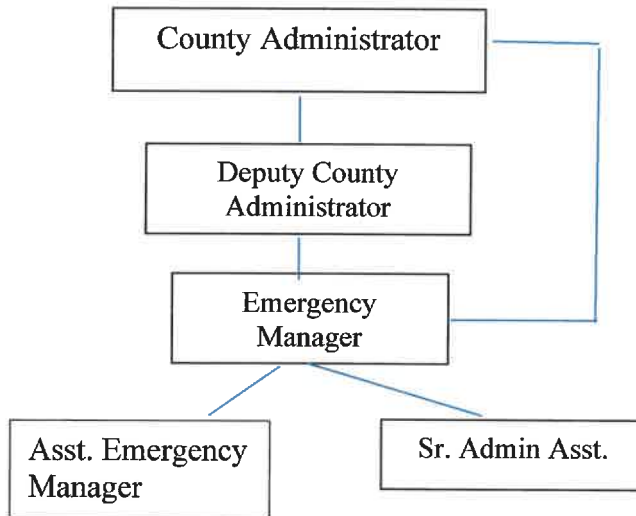 County Administrator
Deputy County
Administrator
Emergency
Manager
Asst. Emergency
Manager
Sr. Admin Asst.